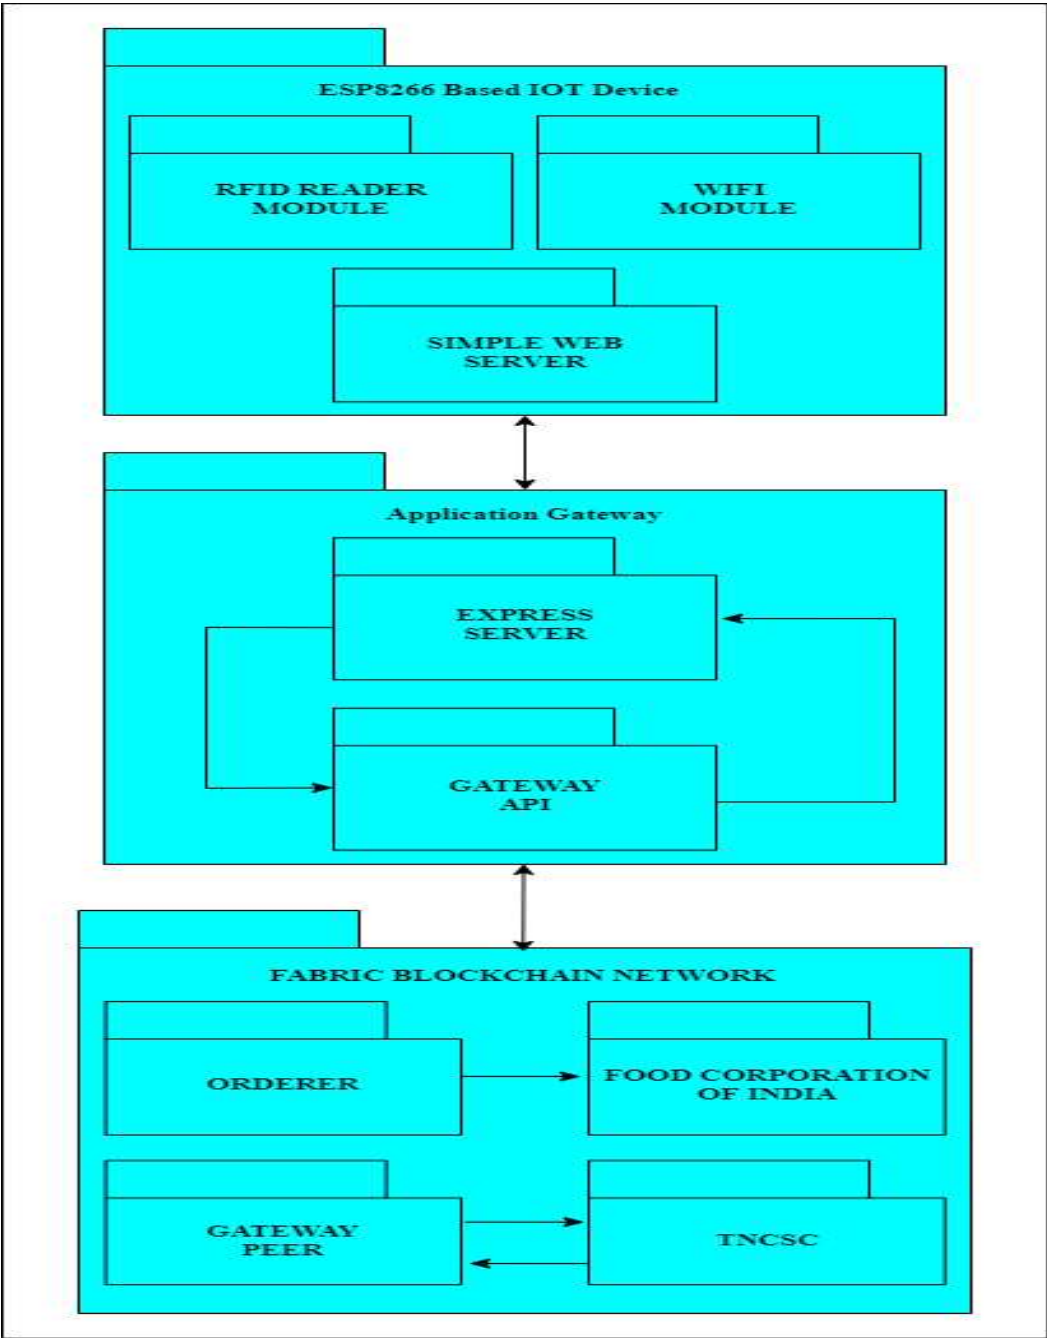 ESP8266 Based IOT Device
RFID READER
MODULE
WIFI
MODULE
SIMPLE WEB
SERVER
Application Gateway
EXPRESS
SERVER
GATEWAY
API
FABRIC BLOCKCHAIN NETWORK
ORDERER
FOOD CORPORATION
OF INDIA
GATEWAY
PEER
TNCSC